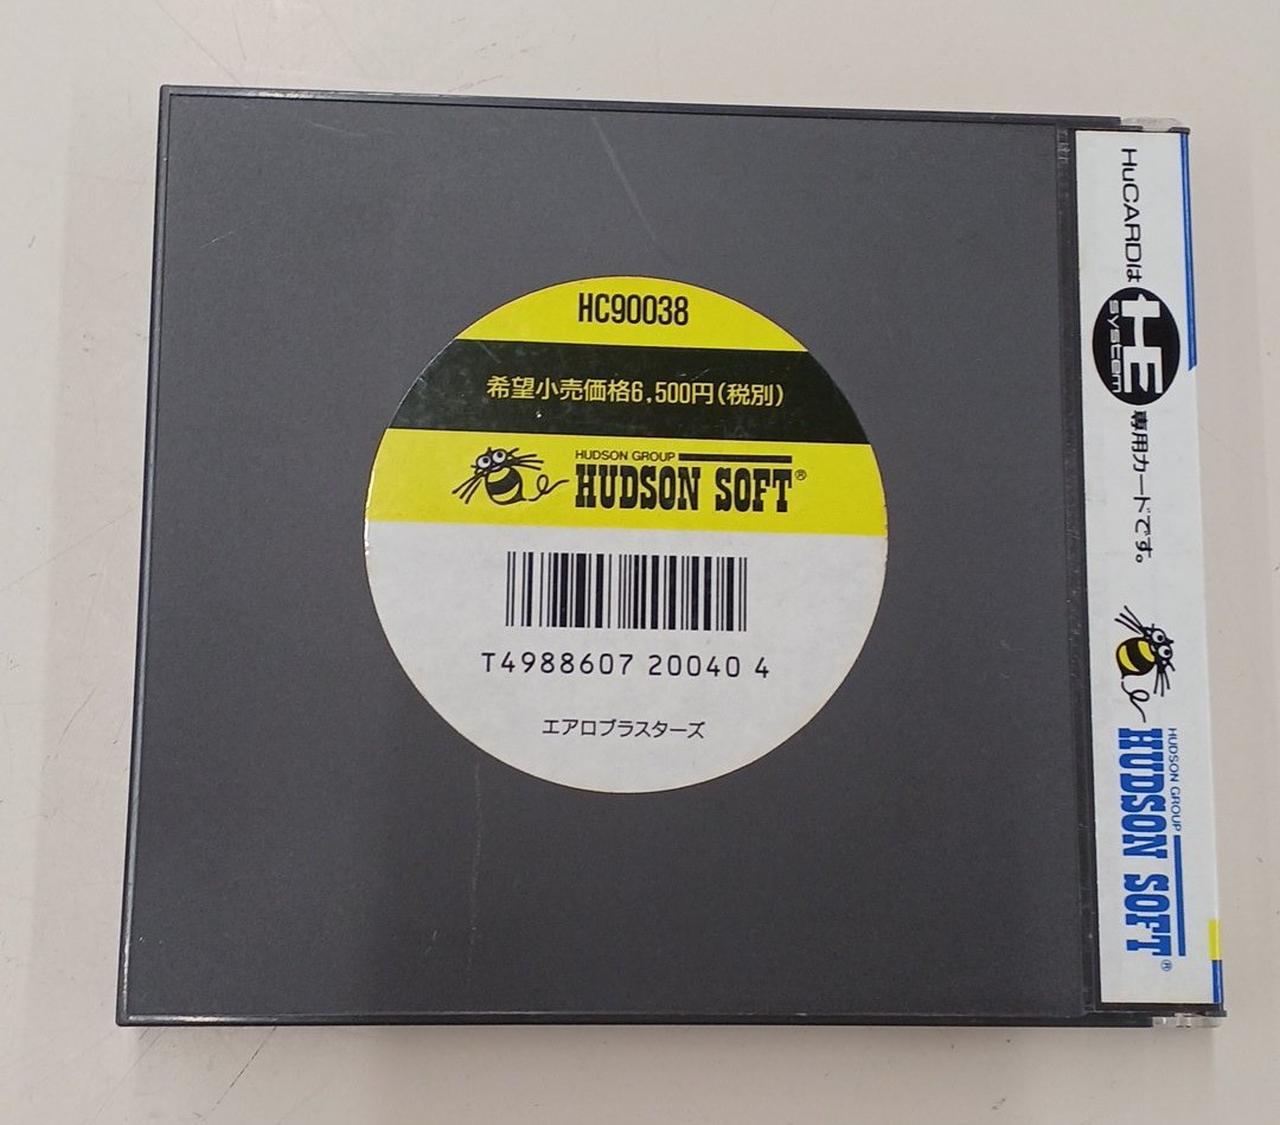 HC90038
希望小売価格6,500円(税別)
HUDSON GROUP
HUDSON SOFT®
T4988607 20040 4
エアロブラスターズ
HuCARDは HE SYSTEM 専用カードです。
HUDSON GROUP
HUDSON SOFT®